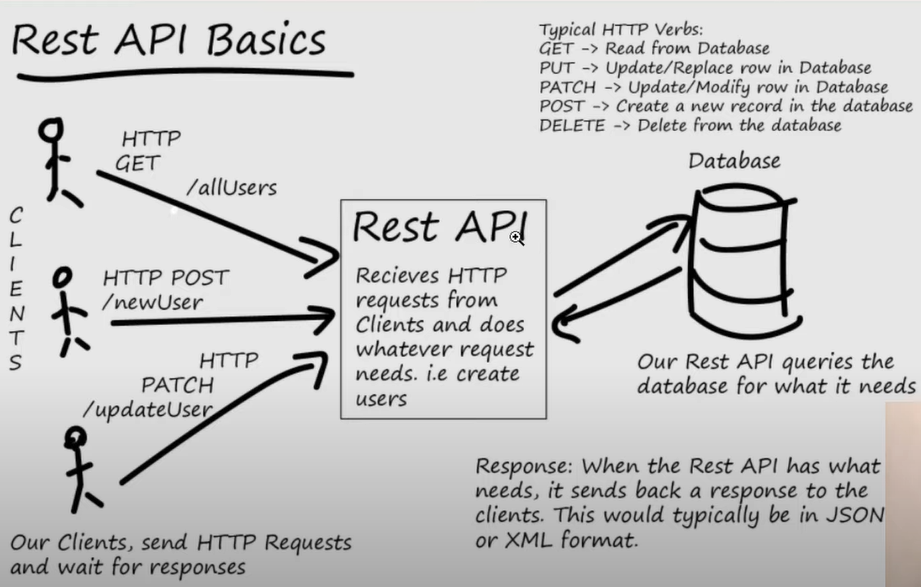 Rest API Basics
Typical HTTP Verbs:
GET -> Read from Database
PUT -> Update/Replace row in Database
PATCH -> Update/Modify row in Database
POST -> Create a new record in the database
DELETE -> Delete from the database
CLIENTS
HTTP
GET
/allUsers
HTTP POST
/newUser
HTTP
PATCH
/updateUser
Our Clients, send HTTP Requests
and wait for responses
Rest API
Recieves HTTP
requests from
Clients and does
whatever request
needs. i.e create
users
Database
Our Rest API queries the
database for what it needs
Response: When the Rest API has what
needs, it sends back a response to the
clients. This would typically be in JSON
or XML format.